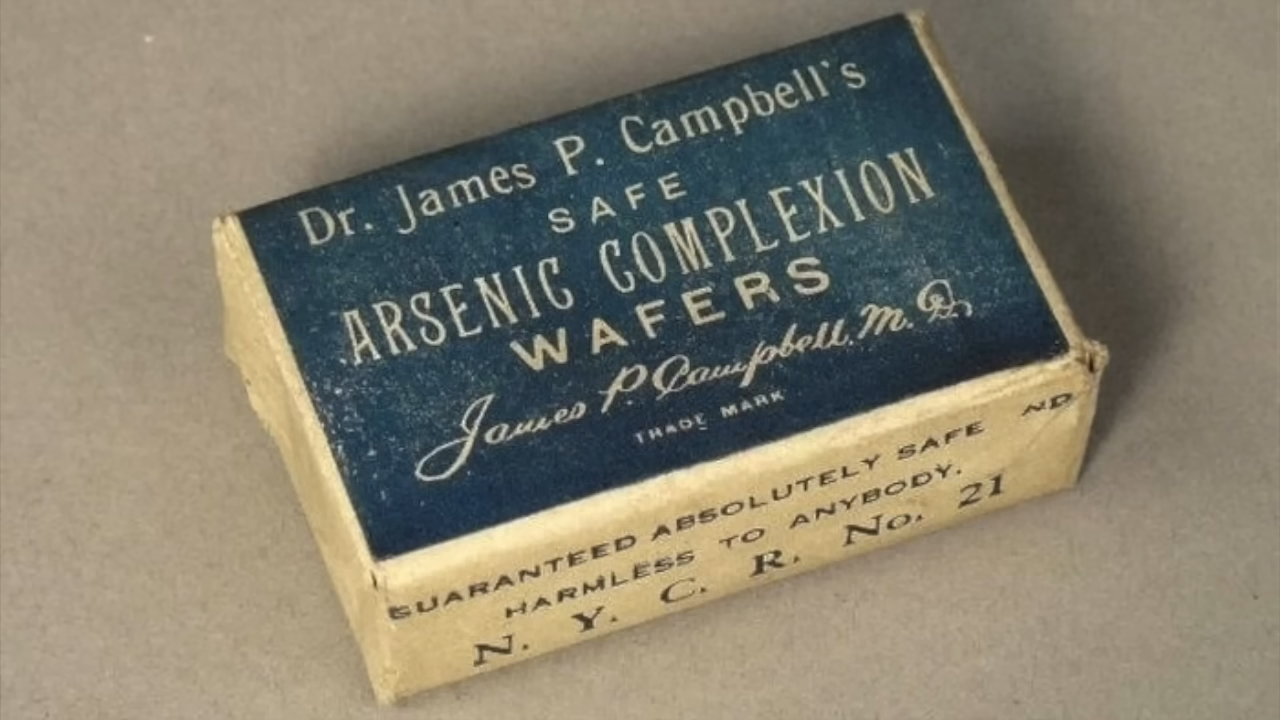 Dr. James P. Campbell's
SAFE
ARSENIC COMPLEXION
WAFERS
James P. Campbell, M. D.
TRADE MARK
GUARANTEED ABSOLUTELY SAFE ND
HARMLESS TO ANYBODY.
N. Y. C. R. No. 21